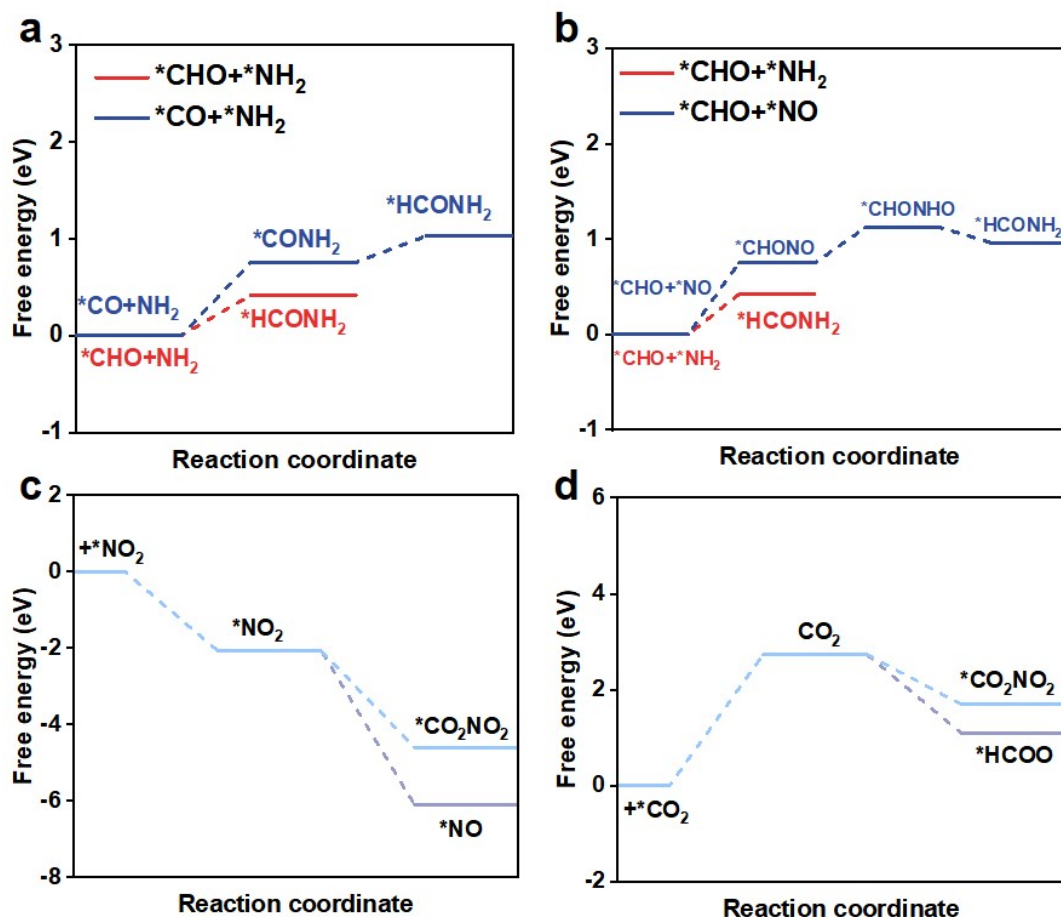 a
3
2
1
0
-1
Free energy (eV)
*CHO+*NH₂
*CO+*NH₂
*HCONH₂
*CONH₂
*CO+NH₂
*HCONH₂
*CHO+NH₂
Reaction coordinate
b
3
2
1
0
-1
Free energy (eV)
*CHO+*NH₂
*CHO+*NO
*CHONHO
*HCONH₂
*CHONO
*CHO+*NO
*HCONH₂
*CHO+*NH₂
Reaction coordinate
c
2
0
-2
-4
-6
-8
Free energy (eV)
+*NO₂
*NO₂
*CO₂NO₂
*NO
Reaction coordinate
d
6
4
2
0
-2
Free energy (eV)
CO₂
*CO₂NO₂
*HCOO
+*CO₂
Reaction coordinate